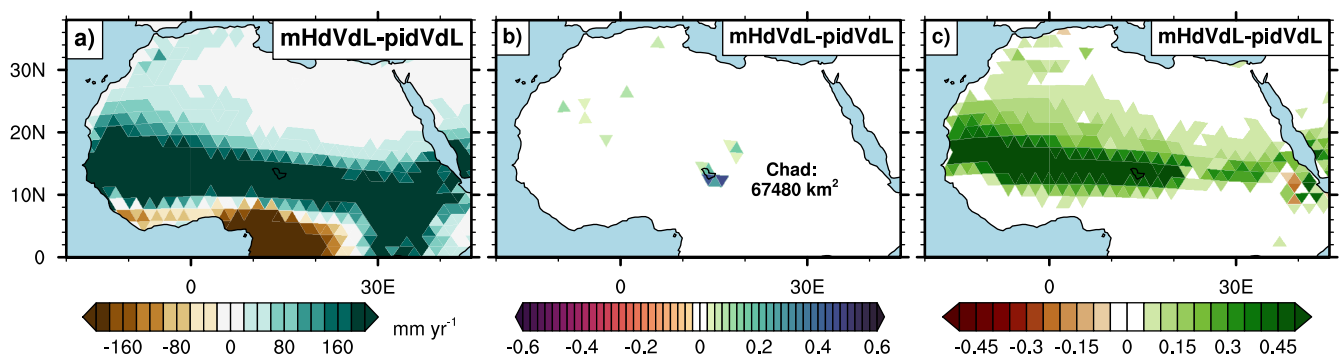 a) mHdVdL-pidVdL
b) mHdVdL-pidVdL
c) mHdVdL-pidVdL
30N
20N
10N
0
Chad:
67480 km²
0 30E
0 30E
0 30E
-160 -80 0 80 160 mm yr⁻¹
-0.6 -0.4 -0.2 0 0.2 0.4 0.6
-0.45 -0.3 -0.15 0 0.15 0.3 0.45